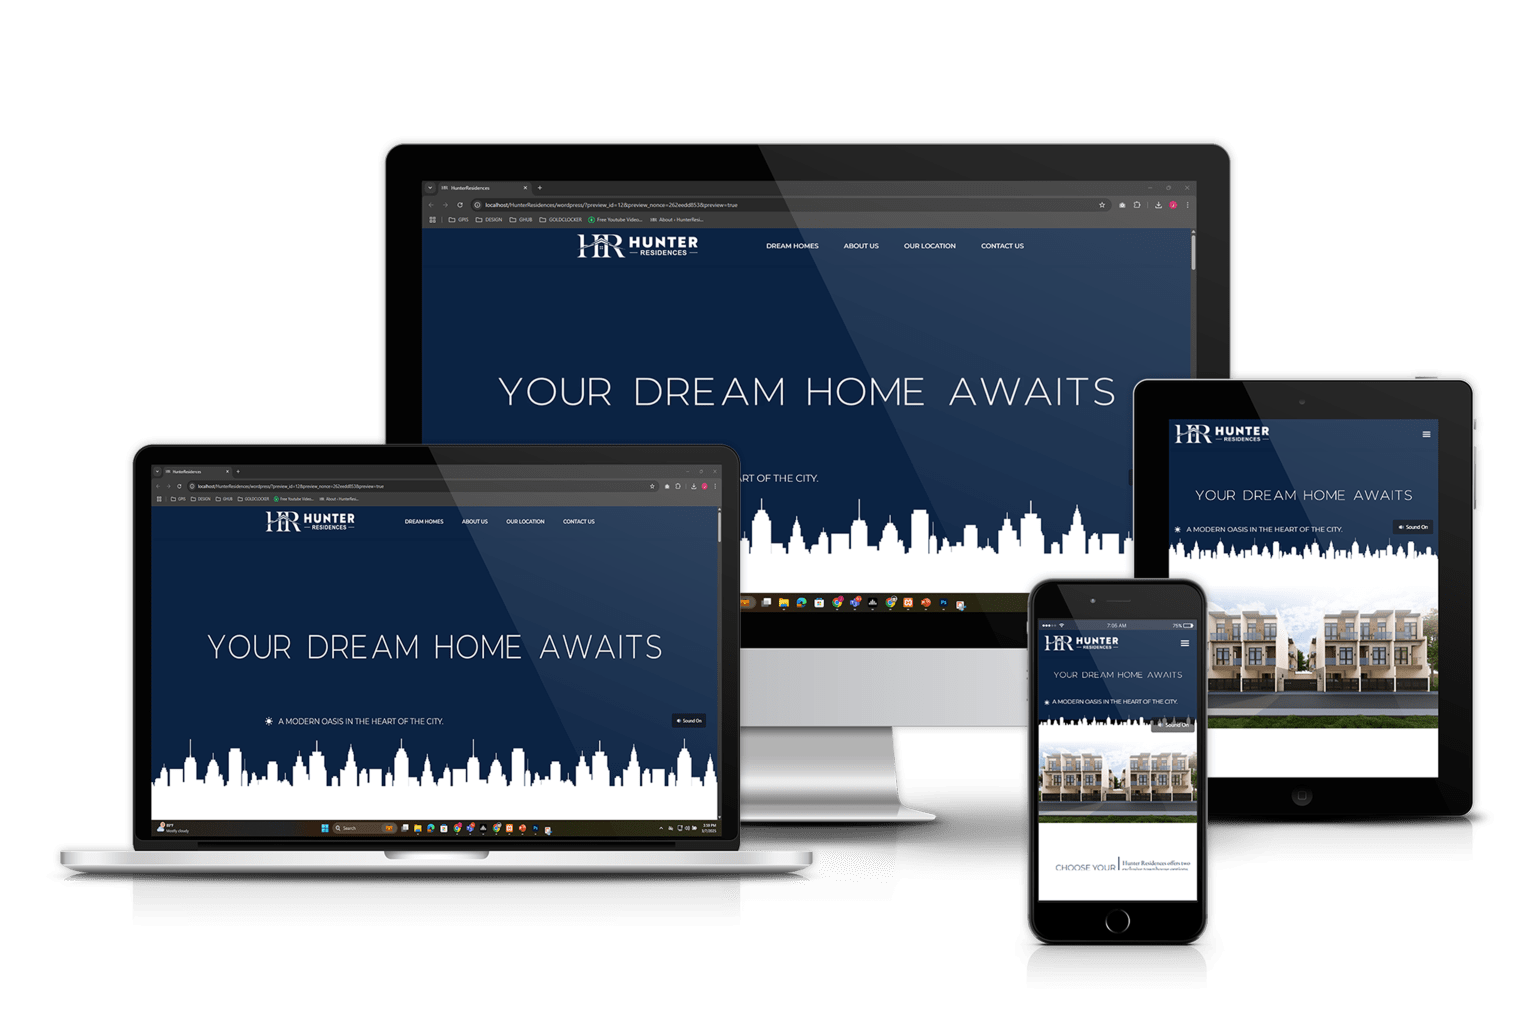 HunterResidences
localhost/HunterResidences/wordpress/?preview_id=12&preview_nonce=262eedd853&preview=true
GPIS DESIGN GHUB GOLDCLOCKER Free Youtube Video... About ‹ HunterResi...
HR HUNTER
RESIDENCES
DREAM HOMES ABOUT US OUR LOCATION CONTACT US
YOUR DREAM HOME AWAITS
ART OF THE CITY.
HunterResidences
localhost/HunterResidences/wordpress/?preview_id=12&preview_nonce=262eedd853&preview=true
GPIS DESIGN GHUB GOLDCLOCKER Free Youtube Video... About ‹ HunterResi...
HR HUNTER
RESIDENCES
DREAM HOMES ABOUT US OUR LOCATION CONTACT US
YOUR DREAM HOME AWAITS
A MODERN OASIS IN THE HEART OF THE CITY.
Sound On
Mostly cloudy
Search
HR HUNTER
RESIDENCES
YOUR DREAM HOME AWAITS
A MODERN OASIS IN THE HEART OF THE CITY.
Sound On
7:06 AM
75%
HR HUNTER
RESIDENCES
YOUR DREAM HOME AWAITS
A MODERN OASIS IN THE HEART OF THE CITY.
Sound On
CHOOSE YOUR
Hunter Residences offers two